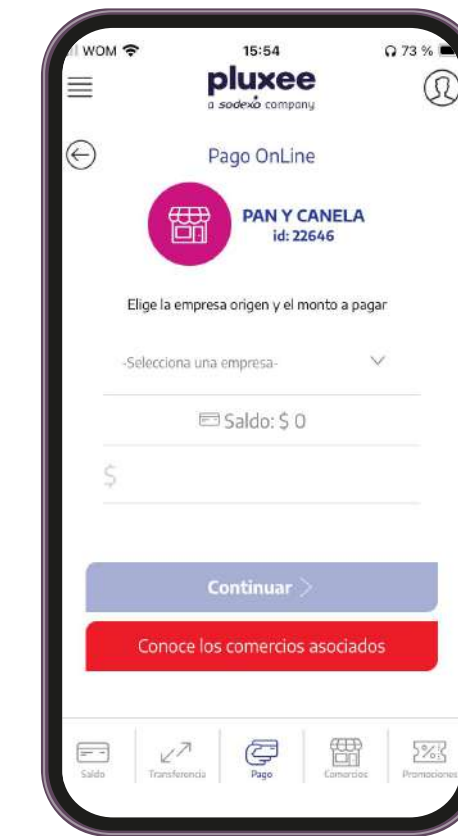 WOM
15:54
73 %
pluxee
a sodexo company
Pago OnLine
PAN Y CANELA
id: 22646
Elige la empresa origen y el monto a pagar
-Selecciona una empresa-
Saldo: $ 0
$
Continuar
Conoce los comercios asociados
Saldo
Transferencia
Pago
Comercios
Promociones